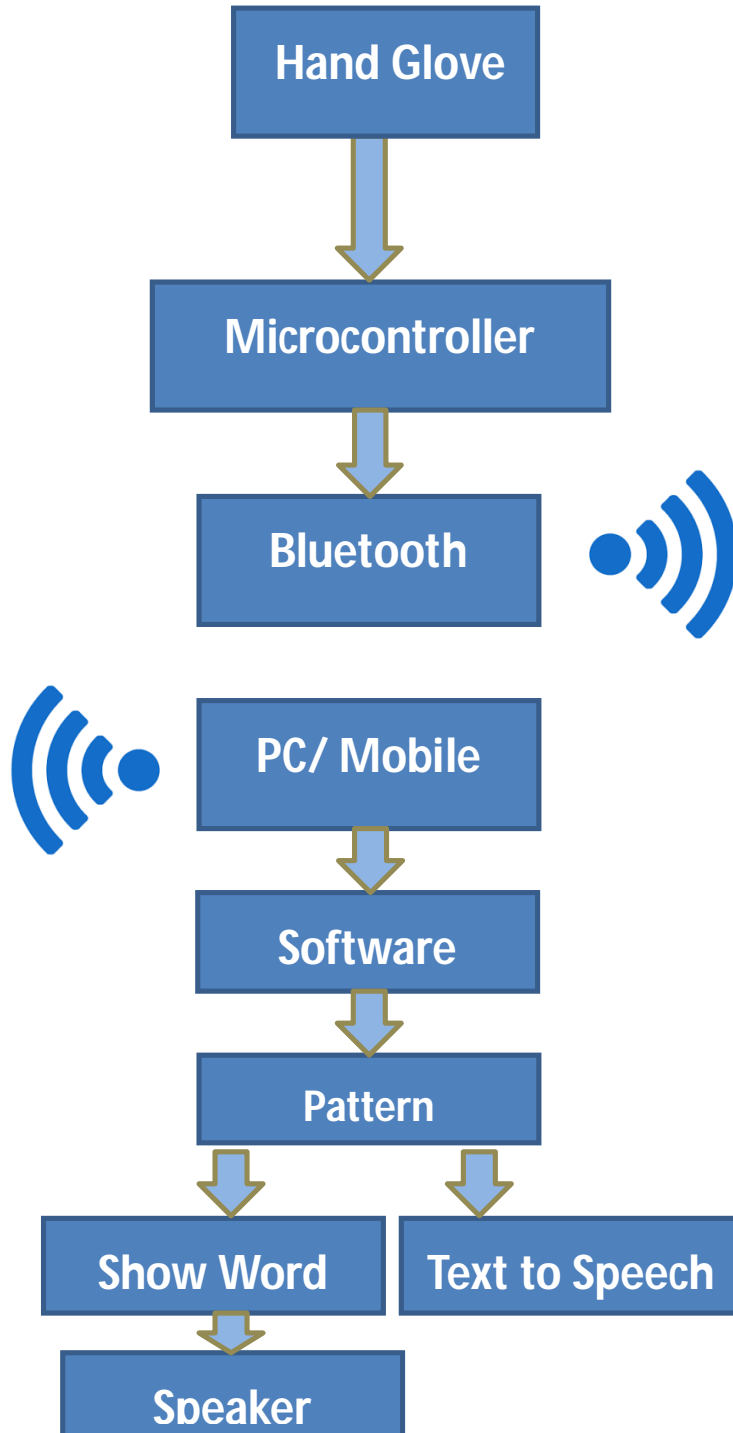 Hand Glove
Microcontroller
Bluetooth
PC/ Mobile
Software
Pattern
Show Word
Text to Speech
Speaker